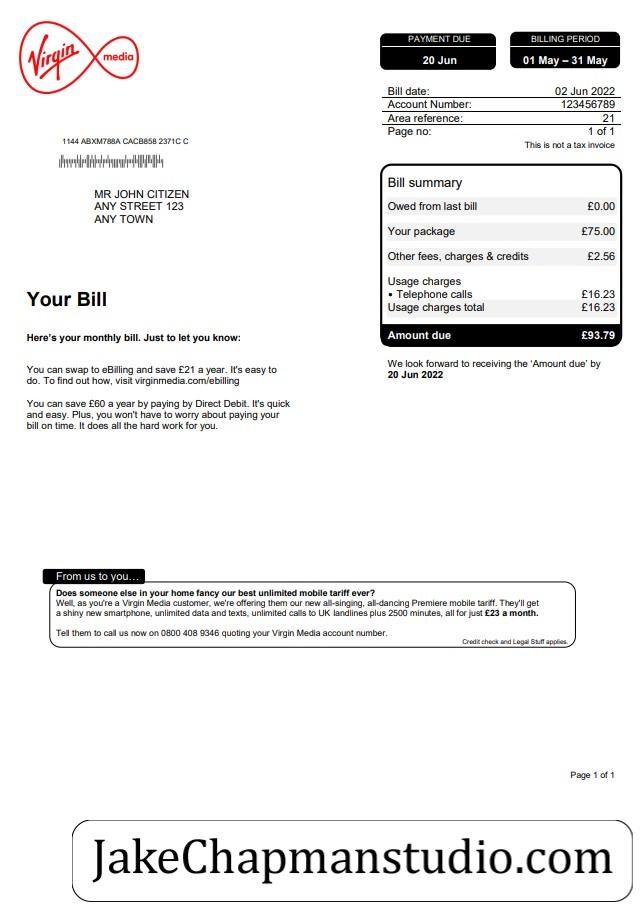 Virgin media
PAYMENT DUE
20 Jun
BILLING PERIOD
01 May – 31 May
Bill date: 02 Jun 2022
Account Number: 123456789
Area reference: 21
Page no: 1 of 1
This is not a tax invoice
1144 ABXM788A CACB858 2371C C
MR JOHN CITIZEN
ANY STREET 123
ANY TOWN
Bill summary
Owed from last bill £0.00
Your package £75.00
Other fees, charges & credits £2.56
Usage charges
• Telephone calls £16.23
Usage charges total £16.23
Amount due £93.79
We look forward to receiving the ‘Amount due’ by
20 Jun 2022
Your Bill
Here's your monthly bill. Just to let you know:
You can swap to eBilling and save £21 a year. It's easy to
do. To find out how, visit virginmedia.com/ebilling
You can save £60 a year by paying by Direct Debit. It's quick
and easy. Plus, you won't have to worry about paying your
bill on time. It does all the hard work for you.
From us to you…
Does someone else in your home fancy our best unlimited mobile tariff ever?
Well, as you're a Virgin Media customer, we're offering them our new all-singing, all-dancing Premiere mobile tariff. They'll get
a shiny new smartphone, unlimited data and texts, unlimited calls to UK landlines plus 2500 minutes, all for just £23 a month.
Tell them to call us now on 0800 408 9346 quoting your Virgin Media account number.
Credit check and Legal Stuff applies.
Page 1 of 1
JakeChapmanstudio.com